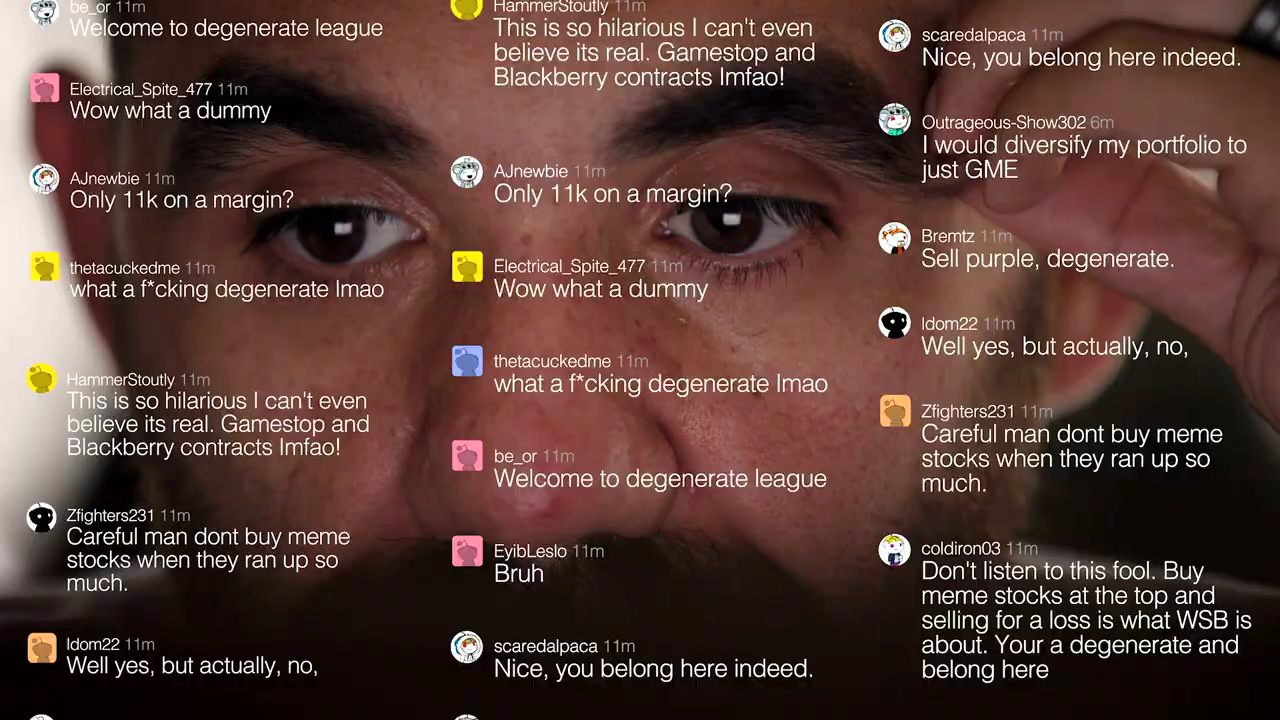 be_or 11m
Welcome to degenerate league
Electrical_Spite_477 11m
Wow what a dummy
AJnewbie 11m
Only 11k on a margin?
thetacuckedme 11m
what a f*cking degenerate lmao
HammerStoutly 11m
This is so hilarious I can't even
believe its real. Gamestop and
Blackberry contracts lmfao!
Zfighters231 11m
Careful man dont buy meme
stocks when they ran up so
much.
Idom22 11m
Well yes, but actually, no,
HammerStoutly 11m
This is so hilarious I can't even
believe its real. Gamestop and
Blackberry contracts lmfao!
AJnewbie 11m
Only 11k on a margin?
Electrical_Spite_477 11m
Wow what a dummy
thetacuckedme 11m
what a f*cking degenerate lmao
be_or 11m
Welcome to degenerate league
EyibLeslo 11m
Bruh
scaredalpaca 11m
Nice, you belong here indeed.
scaredalpaca 11m
Nice, you belong here indeed.
Outrageous-Show302 6m
I would diversify my portfolio to
just GME
Bremtz 11m
Sell purple, degenerate.
Idom22 11m
Well yes, but actually, no,
Zfighters231 11m
Careful man dont buy meme
stocks when they ran up so
much.
coldiron03 11m
Don't listen to this fool. Buy
meme stocks at the top and
selling for a loss is what WSB is
about. Your a degenerate and
belong here